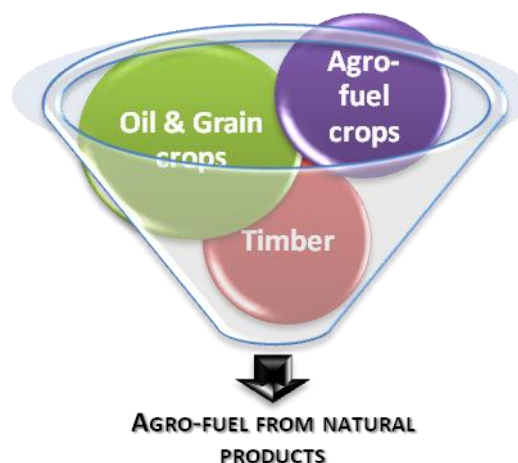 Agro-
fuel
crops
Oil & Grain
crops
Timber
AGRO-FUEL FROM NATURAL
PRODUCTS